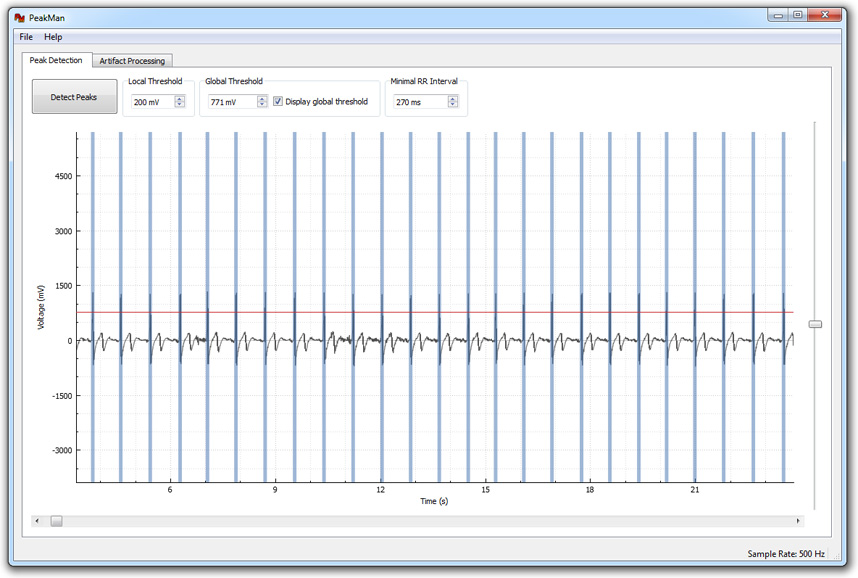 PeakMan
File Help
Peak Detection Artifact Processing
Local Threshold Global Threshold Minimal RR Interval
Detect Peaks 200 mV 771 mV Display global threshold 270 ms
4500
3000
1500
0
-1500
-3000
Voltage (mV)
6 9 12 15 18 21
Time (s)
Sample Rate: 500 Hz